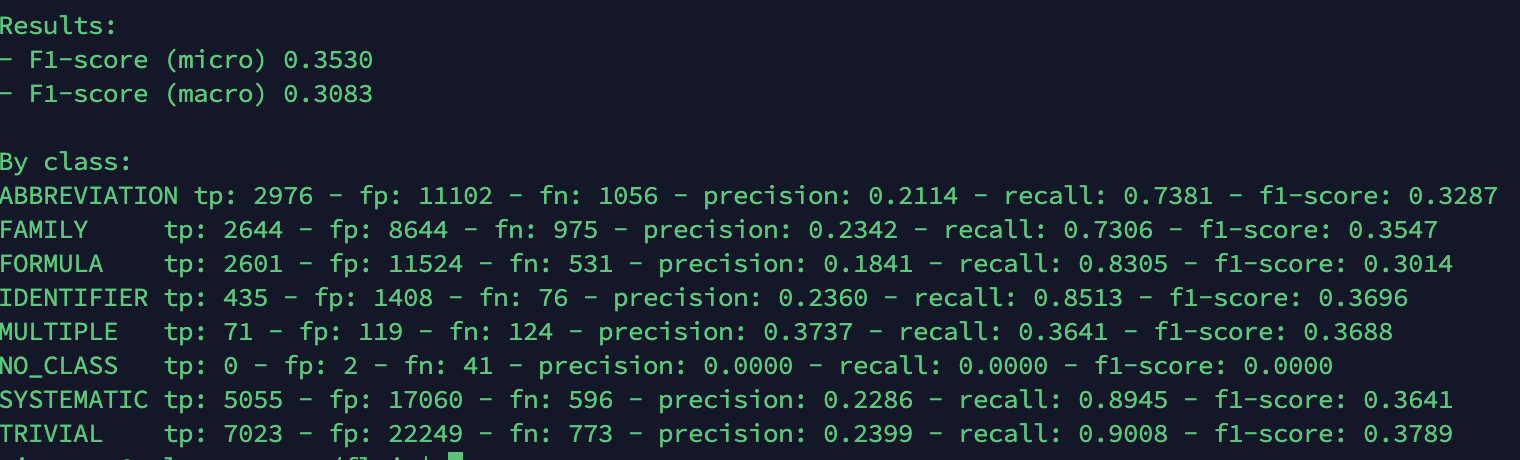 Results:
- F1-score (micro) 0.3530
- F1-score (macro) 0.3083
By class:
ABBREVIATION tp: 2976 - fp: 11102 - fn: 1056 - precision: 0.2114 - recall: 0.7381 - f1-score: 0.3287
FAMILY tp: 2644 - fp: 8644 - fn: 975 - precision: 0.2342 - recall: 0.7306 - f1-score: 0.3547
FORMULA tp: 2601 - fp: 11524 - fn: 531 - precision: 0.1841 - recall: 0.8305 - f1-score: 0.3014
IDENTIFIER tp: 435 - fp: 1408 - fn: 76 - precision: 0.2360 - recall: 0.8513 - f1-score: 0.3696
MULTIPLE tp: 71 - fp: 119 - fn: 124 - precision: 0.3737 - recall: 0.3641 - f1-score: 0.3688
NO_CLASS tp: 0 - fp: 2 - fn: 41 - precision: 0.0000 - recall: 0.0000 - f1-score: 0.0000
SYSTEMATIC tp: 5055 - fp: 17060 - fn: 596 - precision: 0.2286 - recall: 0.8945 - f1-score: 0.3641
TRIVIAL tp: 7023 - fp: 22249 - fn: 773 - precision: 0.2399 - recall: 0.9008 - f1-score: 0.3789